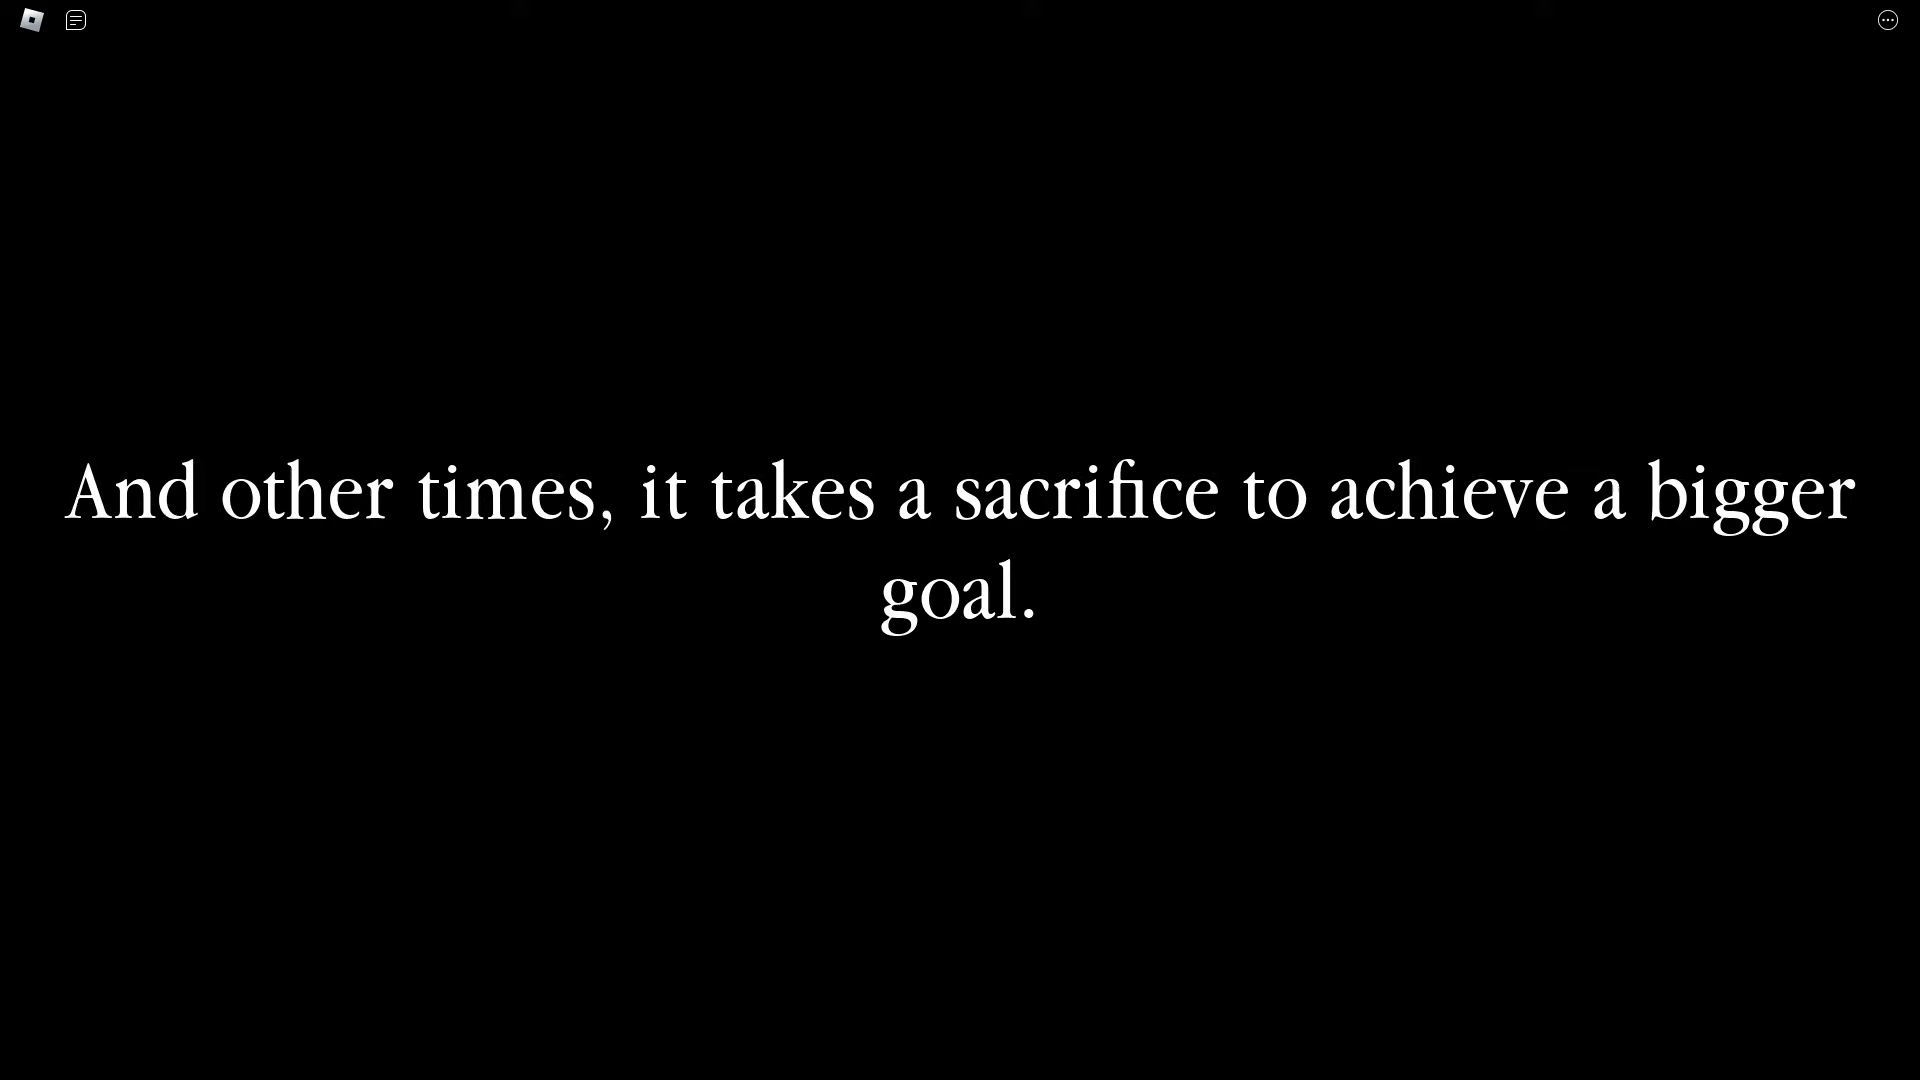 And other times, it takes a sacrifice to achieve a bigger
goal.